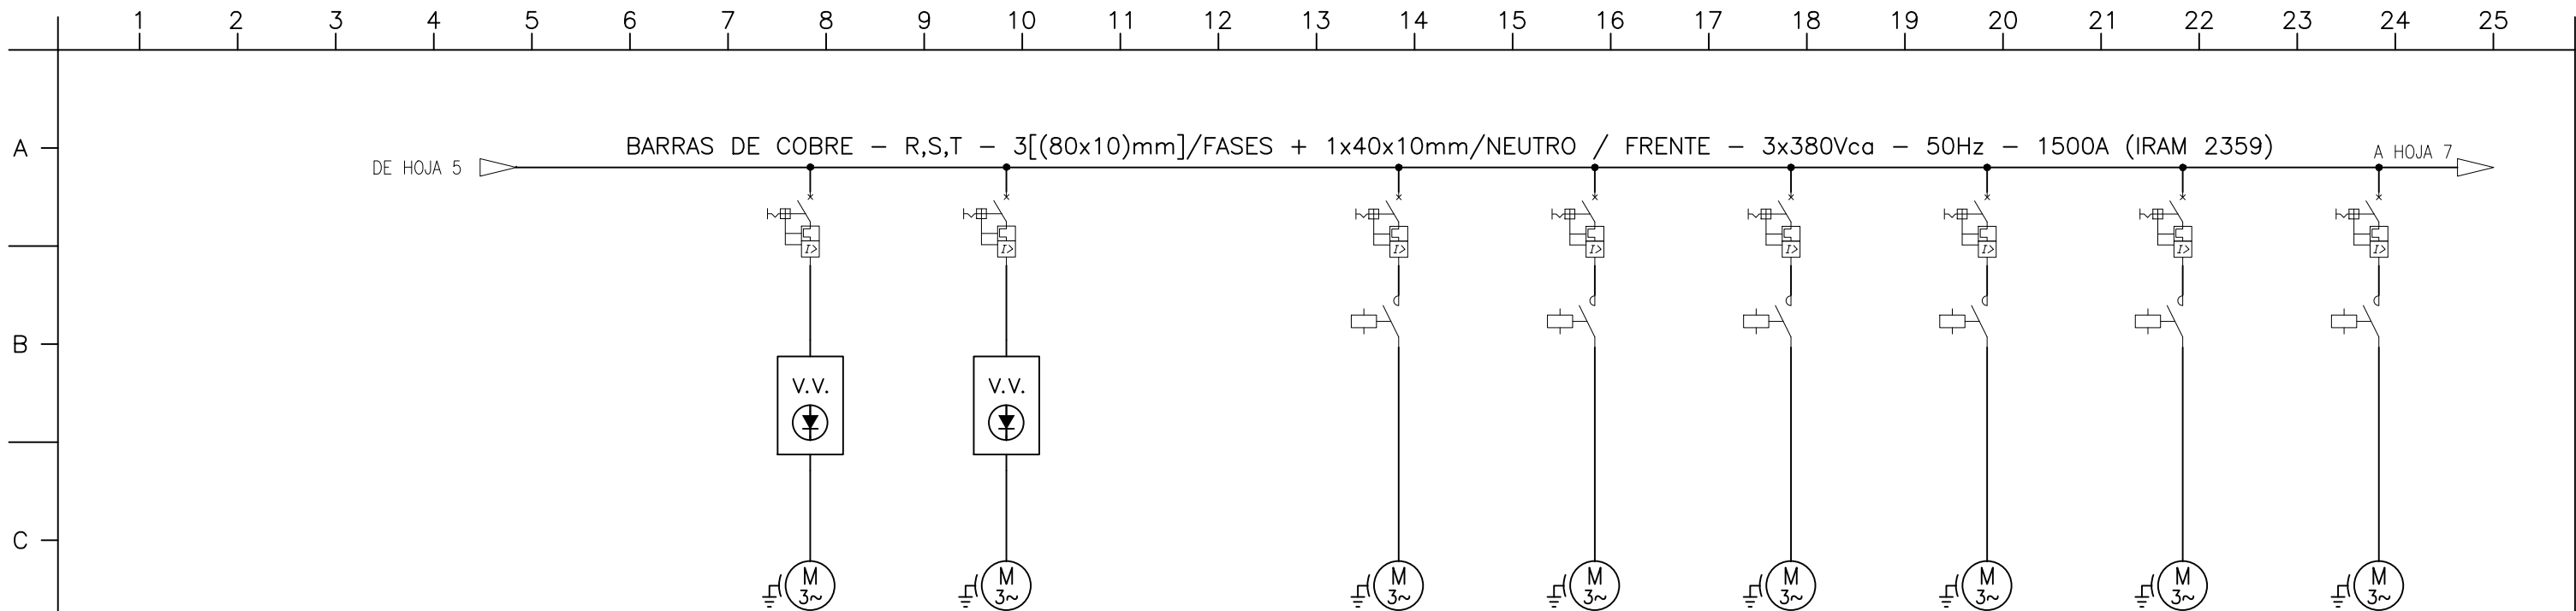 1 2 3 4 5 6 7 8 9 10 11 12 13 14 15 16 17 18 19 20 21 22 23 24 25
A
BARRAS DE COBRE - R,S,T - 3[(80x10)mm]/FASES + 1x40x10mm/NEUTRO / FRENTE - 3x380Vca - 50Hz - 1500A (IRAM 2359)
DE HOJA 5
A HOJA 7
I> I> I> I> I> I> I> I>
B
V.V. V.V.
C
M M M M M M M M
3~ 3~ 3~ 3~ 3~ 3~ 3~ 3~